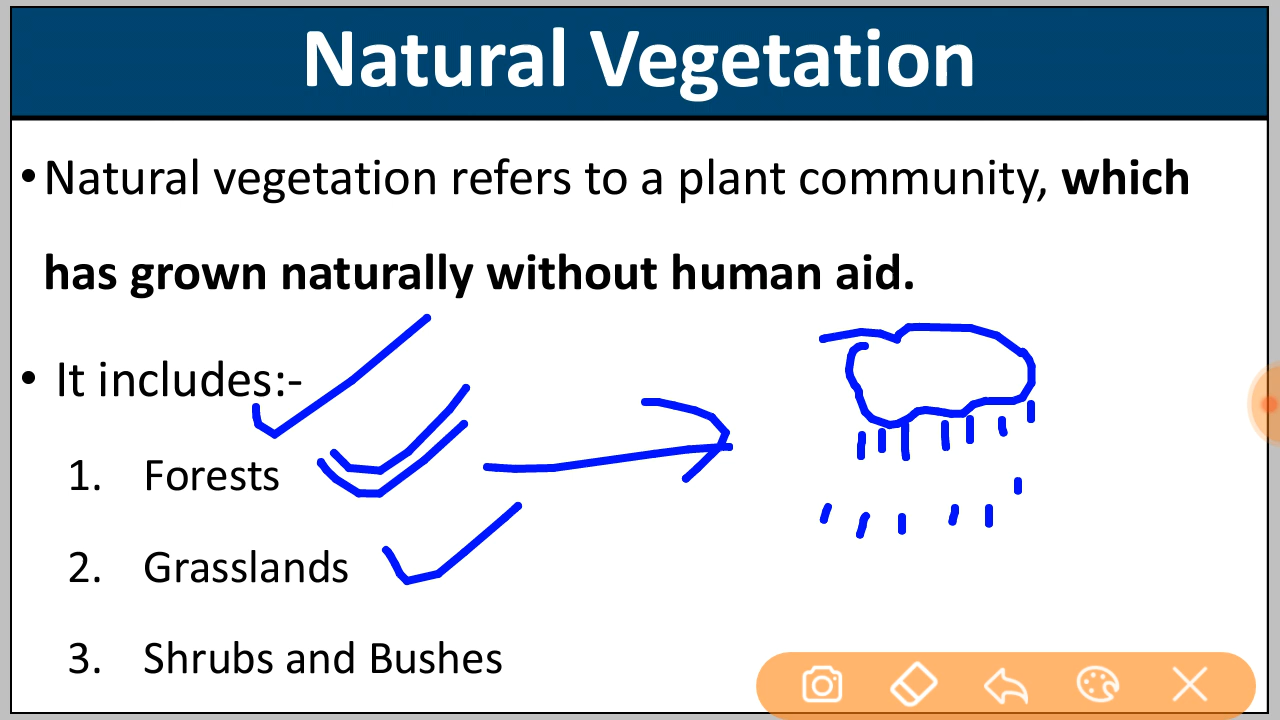 Natural Vegetation
•Natural vegetation refers to a plant community, which
has grown naturally without human aid.
• It includes:-
1. Forests
2. Grasslands
3. Shrubs and Bushes